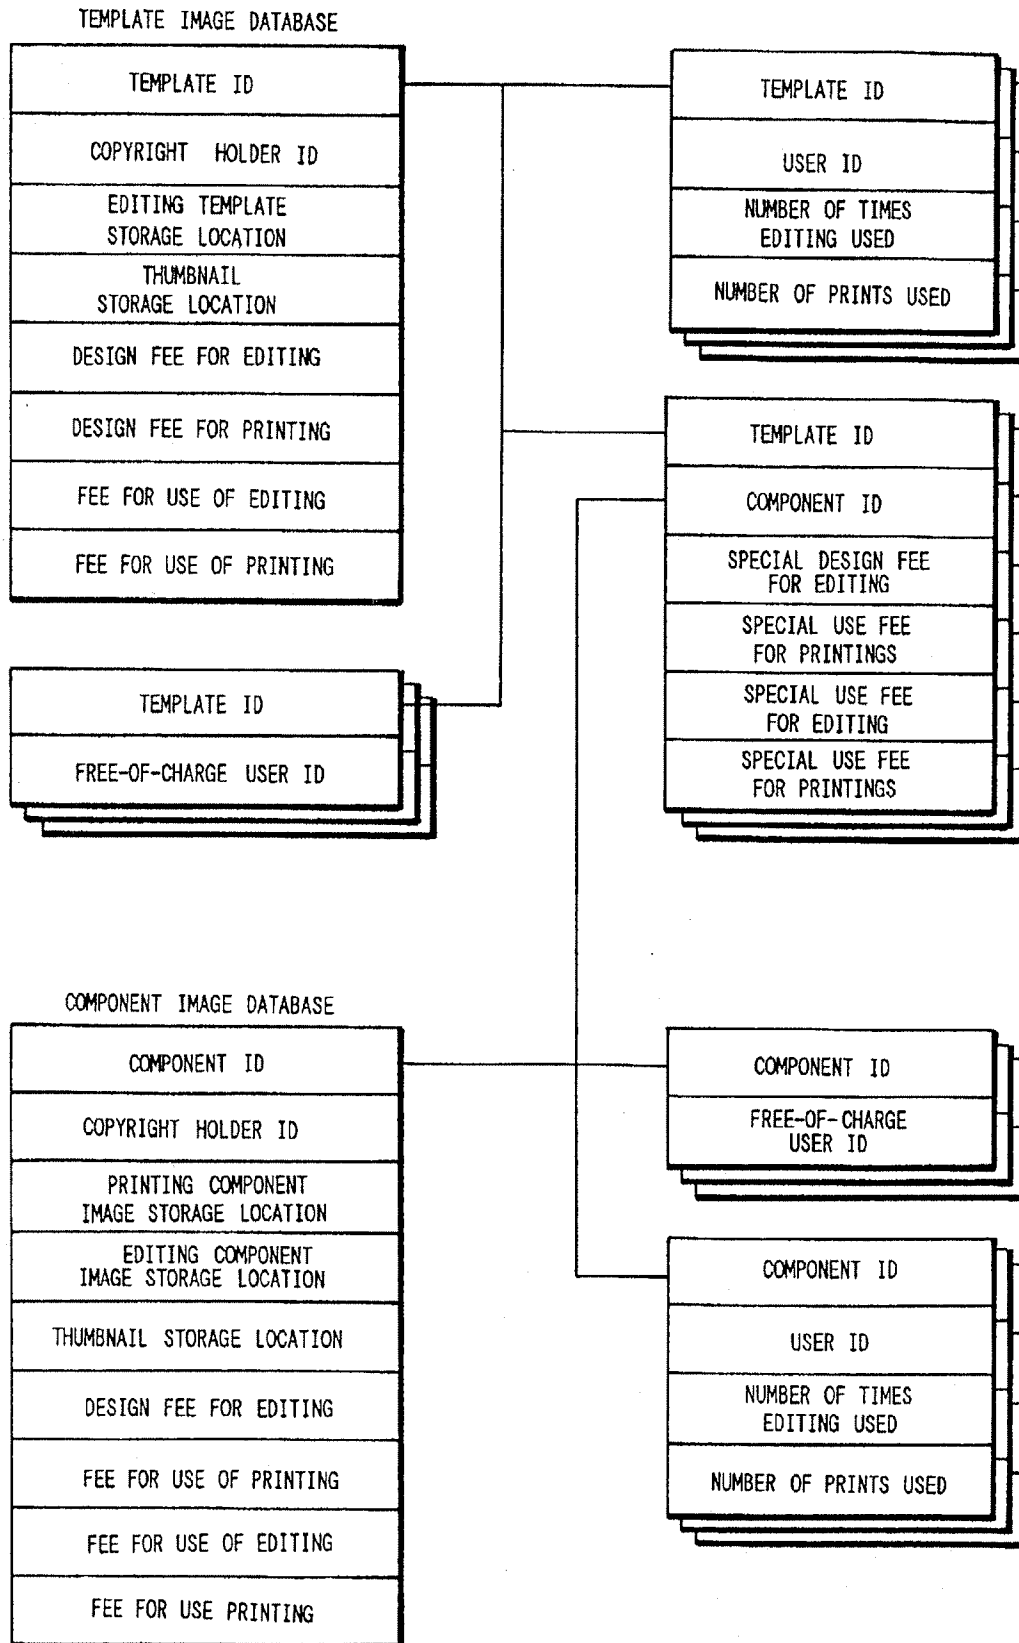 TEMPLATE IMAGE DATABASE
TEMPLATE ID
COPYRIGHT HOLDER ID
EDITING TEMPLATE
STORAGE LOCATION
THUMBNAIL
STORAGE LOCATION
DESIGN FEE FOR EDITING
DESIGN FEE FOR PRINTING
FEE FOR USE OF EDITING
FEE FOR USE OF PRINTING
TEMPLATE ID
FREE-OF-CHARGE USER ID
TEMPLATE ID
USER ID
NUMBER OF TIMES
EDITING USED
NUMBER OF PRINTS USED
TEMPLATE ID
COMPONENT ID
SPECIAL DESIGN FEE
FOR EDITING
SPECIAL USE FEE
FOR PRINTINGS
SPECIAL USE FEE
FOR EDITING
SPECIAL USE FEE
FOR PRINTINGS
COMPONENT IMAGE DATABASE
COMPONENT ID
COPYRIGHT HOLDER ID
PRINTING COMPONENT
IMAGE STORAGE LOCATION
EDITING COMPONENT
IMAGE STORAGE LOCATION
THUMBNAIL STORAGE LOCATION
DESIGN FEE FOR EDITING
FEE FOR USE OF PRINTING
FEE FOR USE OF EDITING
FEE FOR USE PRINTING
COMPONENT ID
FREE-OF-CHARGE
USER ID
COMPONENT ID
USER ID
NUMBER OF TIMES
EDITING USED
NUMBER OF PRINTS USED